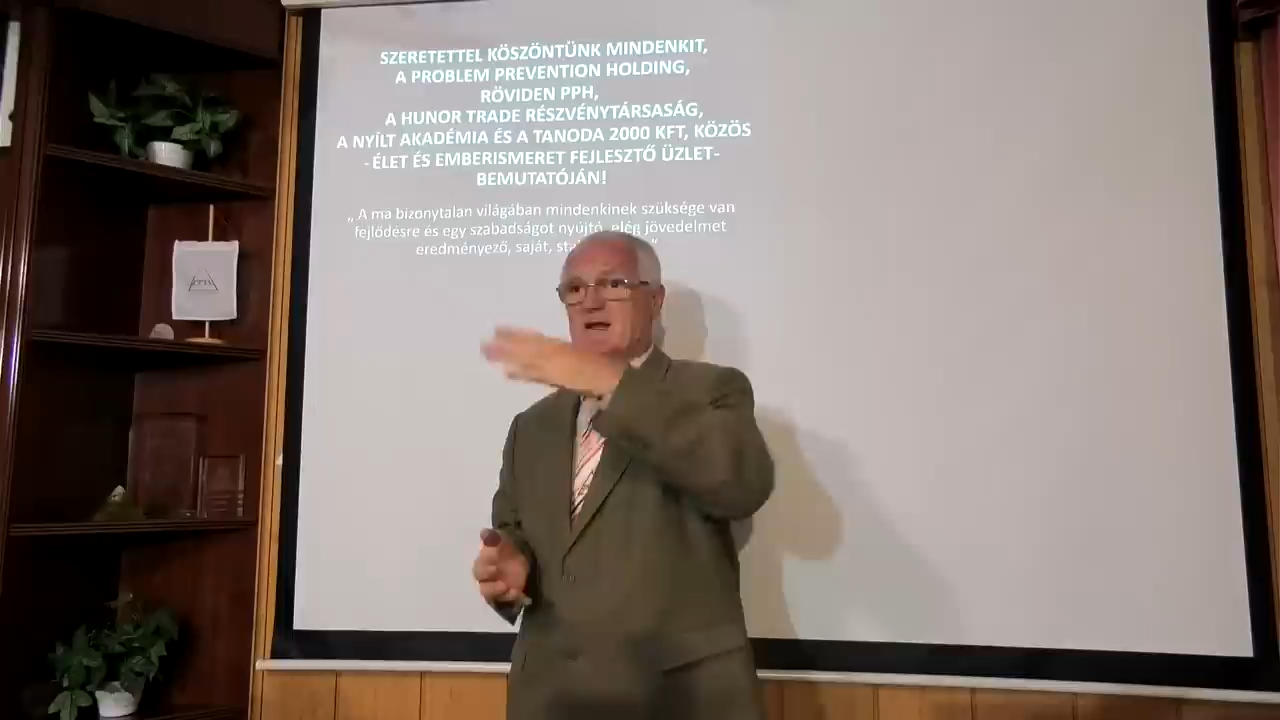 SZERETETTEL KÖSZÖNTÜNK MINDENKIT,
A PROBLEM PREVENTION HOLDING,
RÖVIDEN PPH,
A HUNOR TRADE RÉSZVÉNYTÁRSASÁG,
A NYÍLT AKADÉMIA ÉS A TANODA 2000 KFT, KÖZÖS
- ÉLET ÉS EMBERISMERET FEJLESZTŐ ÜZLET-
BEMUTATÓJÁN!
„ A ma bizonytalan világában mindenkinek szüksége van
fejlődésre és egy szabadságot nyújtó, elég jövedelmet
eredményező, saját,